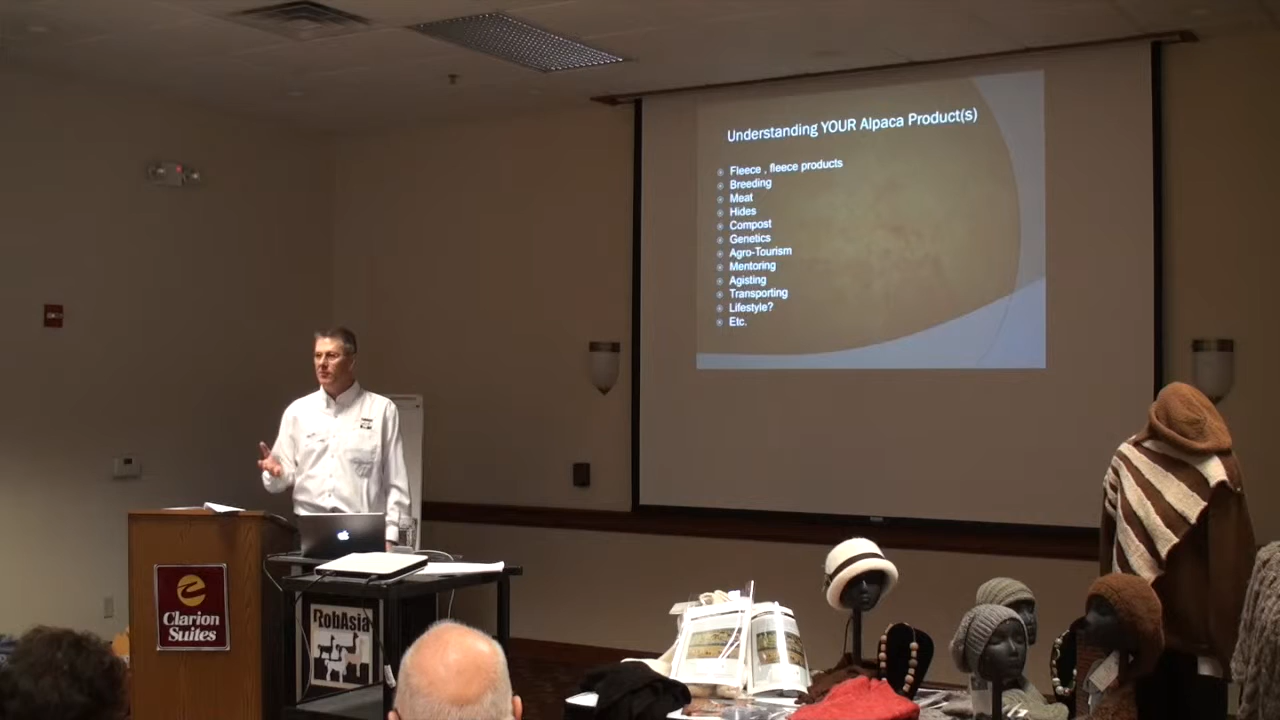 Understanding YOUR Alpaca Product(s)
Fleece , fleece products
Breeding
Meat
Hides
Compost
Genetics
Agro-Tourism
Mentoring
Agisting
Transporting
Lifestyle?
Etc.
Clarion
Suites
RobAsia